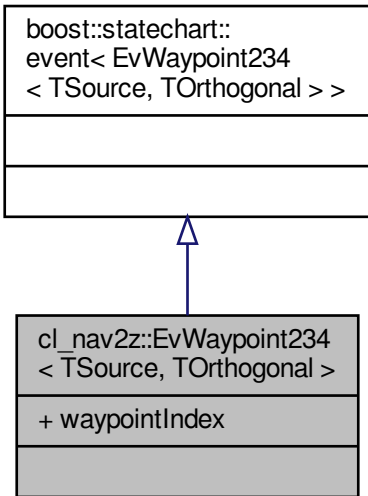 boost::statechart::
event< EvWaypoint234
< TSource, TOrthogonal > >
cl_nav2z::EvWaypoint234
< TSource, TOrthogonal >
+ waypointIndex